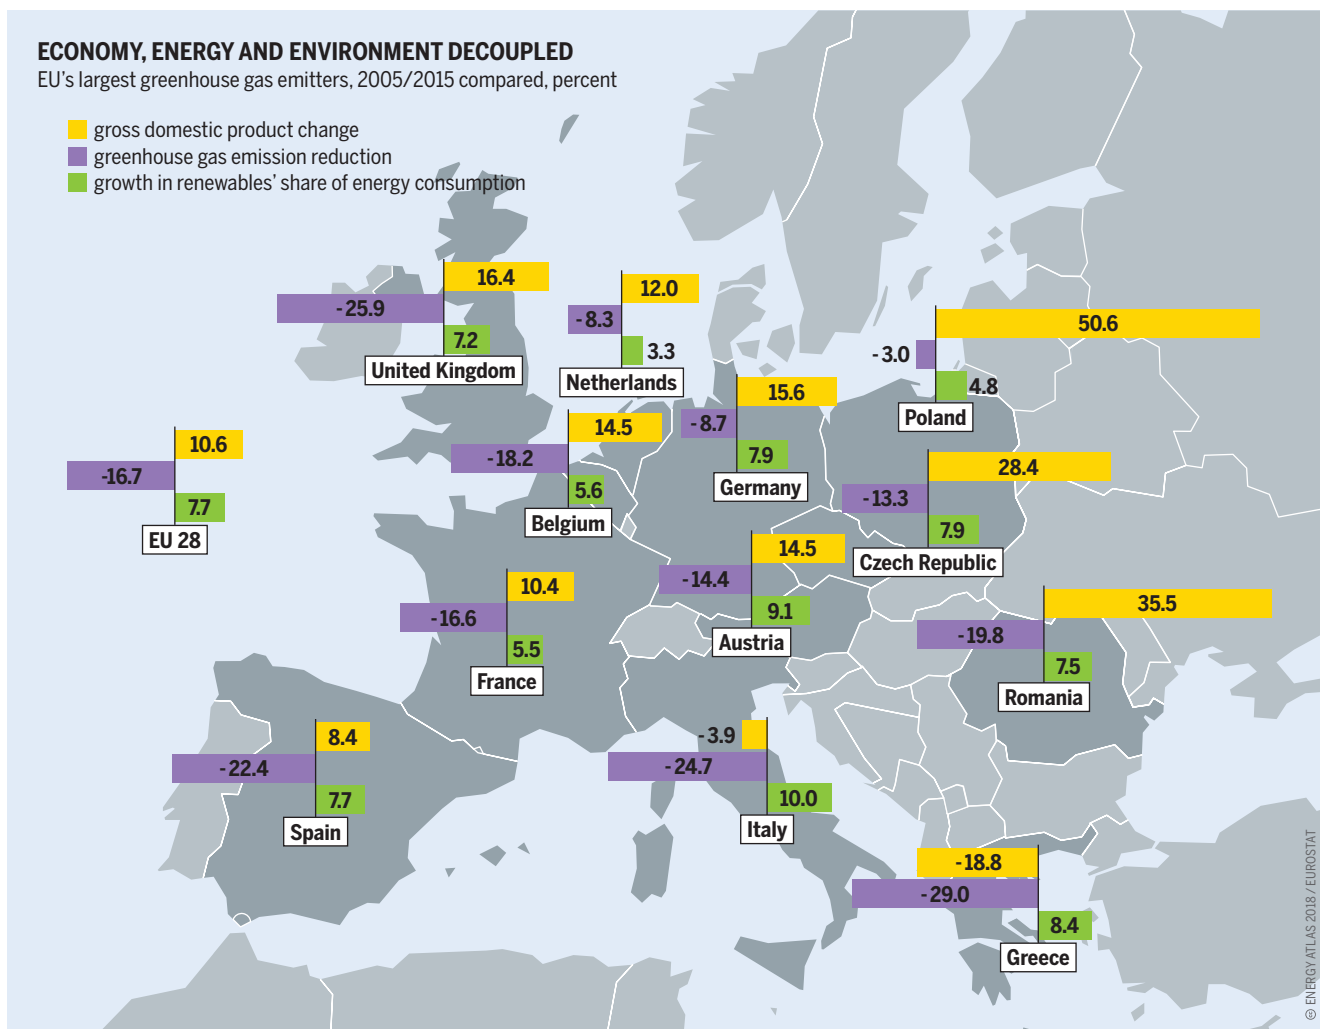 ECONOMY, ENERGY AND ENVIRONMENT DECOUPLED
EU's largest greenhouse gas emitters, 2005/2015 compared, percent
gross domestic product change
greenhouse gas emission reduction
growth in renewables' share of energy consumption
16.4
-25.9
7.2
United Kingdom
12.0
-8.3
3.3
Netherlands
50.6
-3.0
4.8
Poland
15.6
-8.7
7.9
Germany
14.5
-18.2
5.6
Belgium
10.6
-16.7
7.7
EU 28
28.4
-13.3
7.9
Czech Republic
14.5
-14.4
9.1
Austria
10.4
-16.6
5.5
France
35.5
-19.8
7.5
Romania
8.4
-22.4
7.7
Spain
-3.9
-24.7
10.0
Italy
-18.8
-29.0
8.4
Greece
ENERGY ATLAS 2018 / EUROSTAT